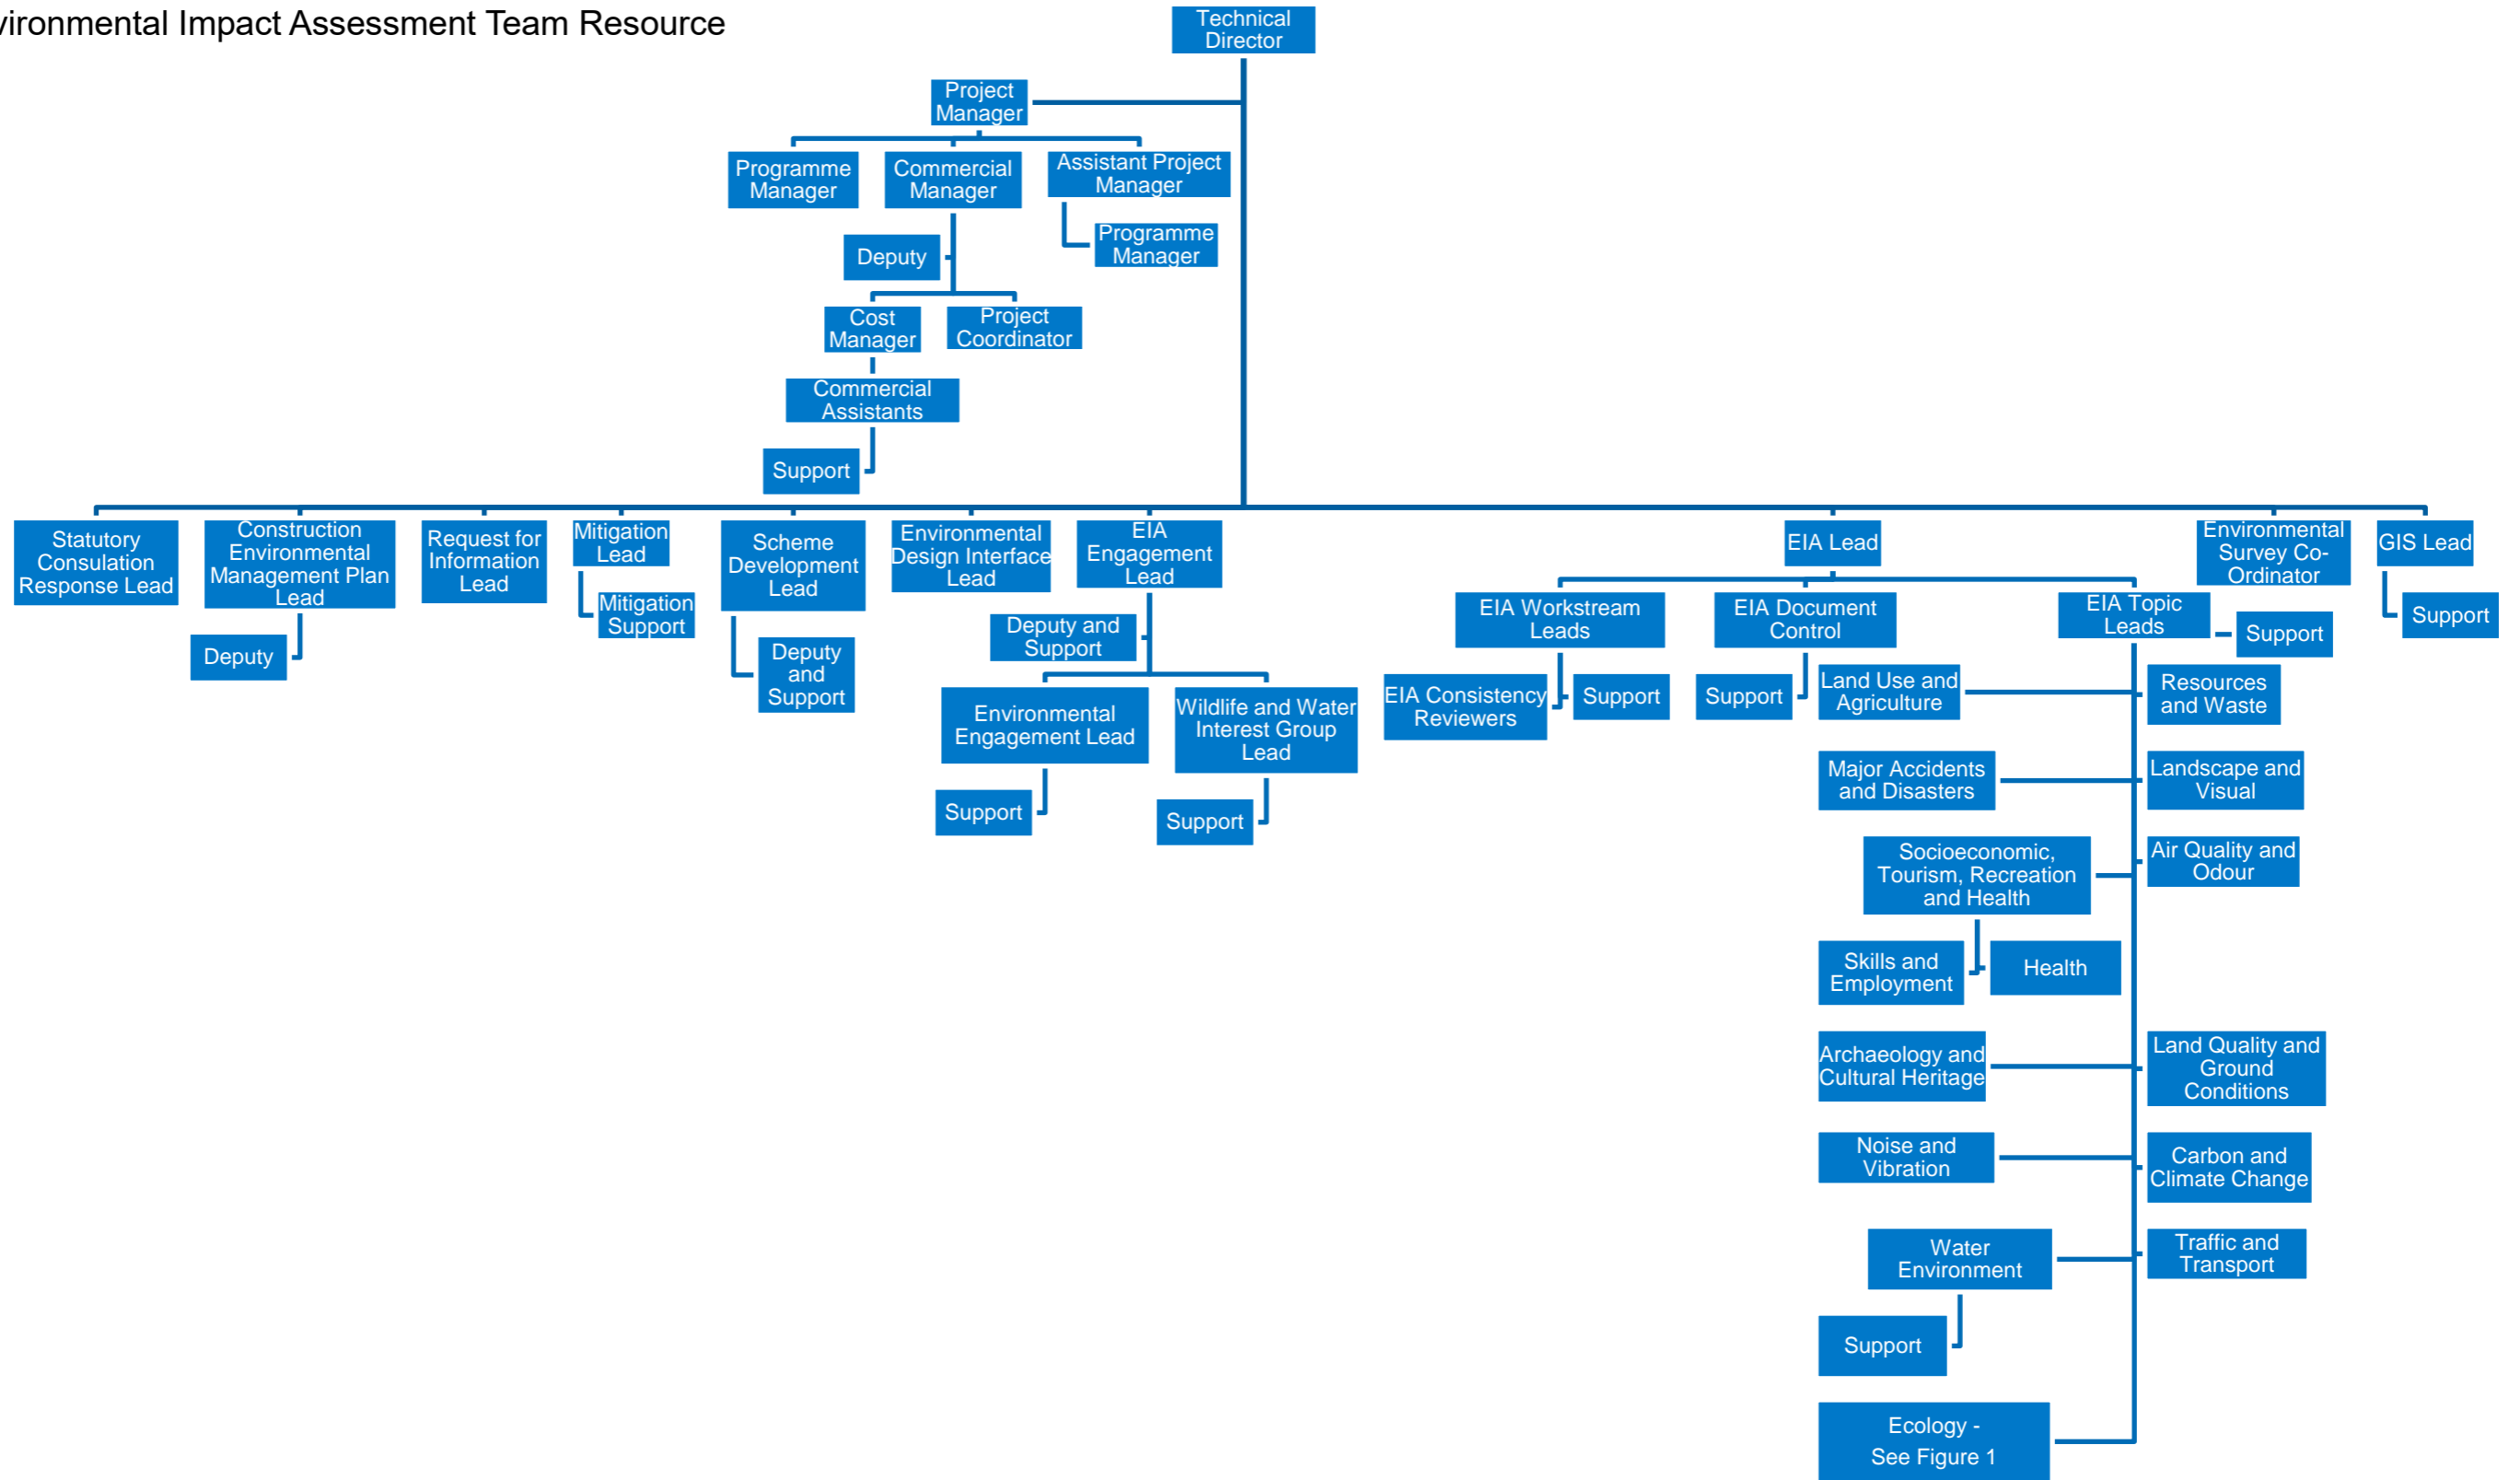 vironmental Impact Assessment Team Resource
Technical
Director
Project
Manager
Programme
Manager
Commercial
Manager
Assistant Project
Manager
Programme
Manager
Deputy
Cost
Manager
Project
Coordinator
Commercial
Assistants
Support
Statutory
Consulation
Response Lead
Construction
Environmental
Management Plan
Lead
Deputy
Request for
Information
Lead
Mitigation
Lead
Mitigation
Support
Scheme
Development
Lead
Deputy
and
Support
Environmental
Design Interface
Lead
EIA
Engagement
Lead
Deputy and
Support
Environmental
Engagement Lead
Support
Wildlife and Water
Interest Group
Lead
Support
EIA Lead
EIA Workstream
Leads
EIA Consistency
Reviewers
Support
EIA Document
Control
Support
EIA Topic
Leads
Support
Land Use and
Agriculture
Resources
and Waste
Major Accidents
and Disasters
Landscape and
Visual
Socioeconomic,
Tourism, Recreation
and Health
Air Quality and
Odour
Skills and
Employment
Health
Archaeology and
Cultural Heritage
Land Quality and
Ground
Conditions
Noise and
Vibration
Carbon and
Climate Change
Water
Environment
Traffic and
Transport
Support
Ecology -
See Figure 1
Environmental
Survey Co-
Ordinator
GIS Lead
Support